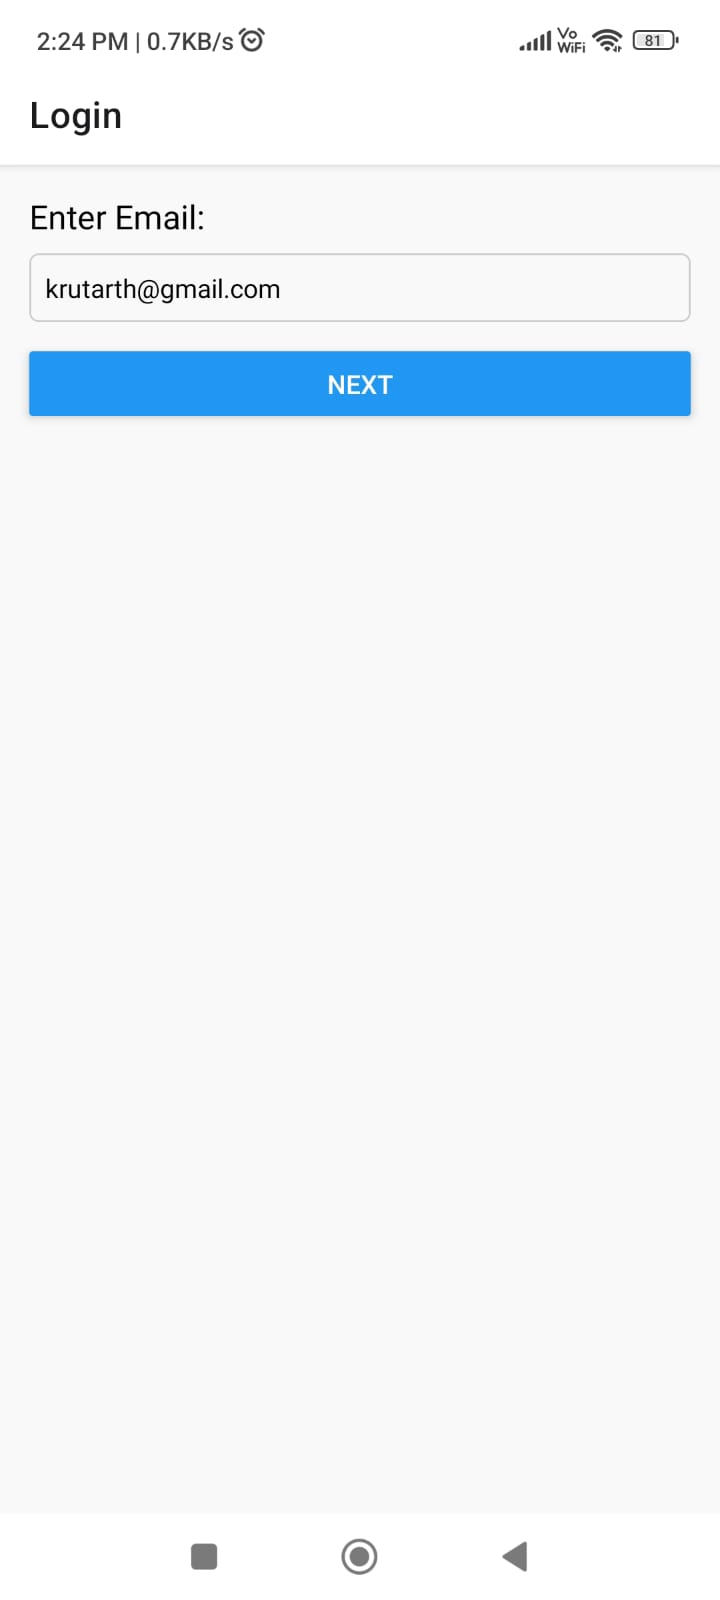 2:24 PM | 0.7KB/s Vo WiFi 81
Login
Enter Email:
krutarth@gmail.com
NEXT